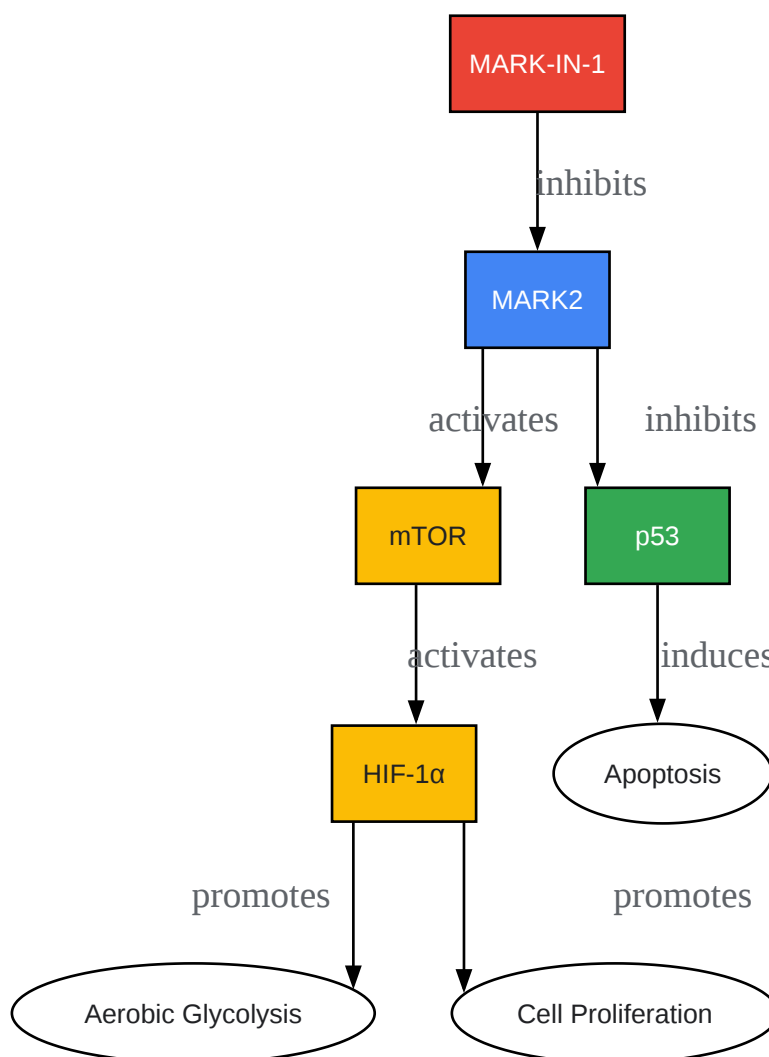 MARK-IN-1
inhibits
MARK2
activates
inhibits
mTOR
p53
activates
induces
HIF-1α
Apoptosis
promotes
promotes
Aerobic Glycolysis
Cell Proliferation